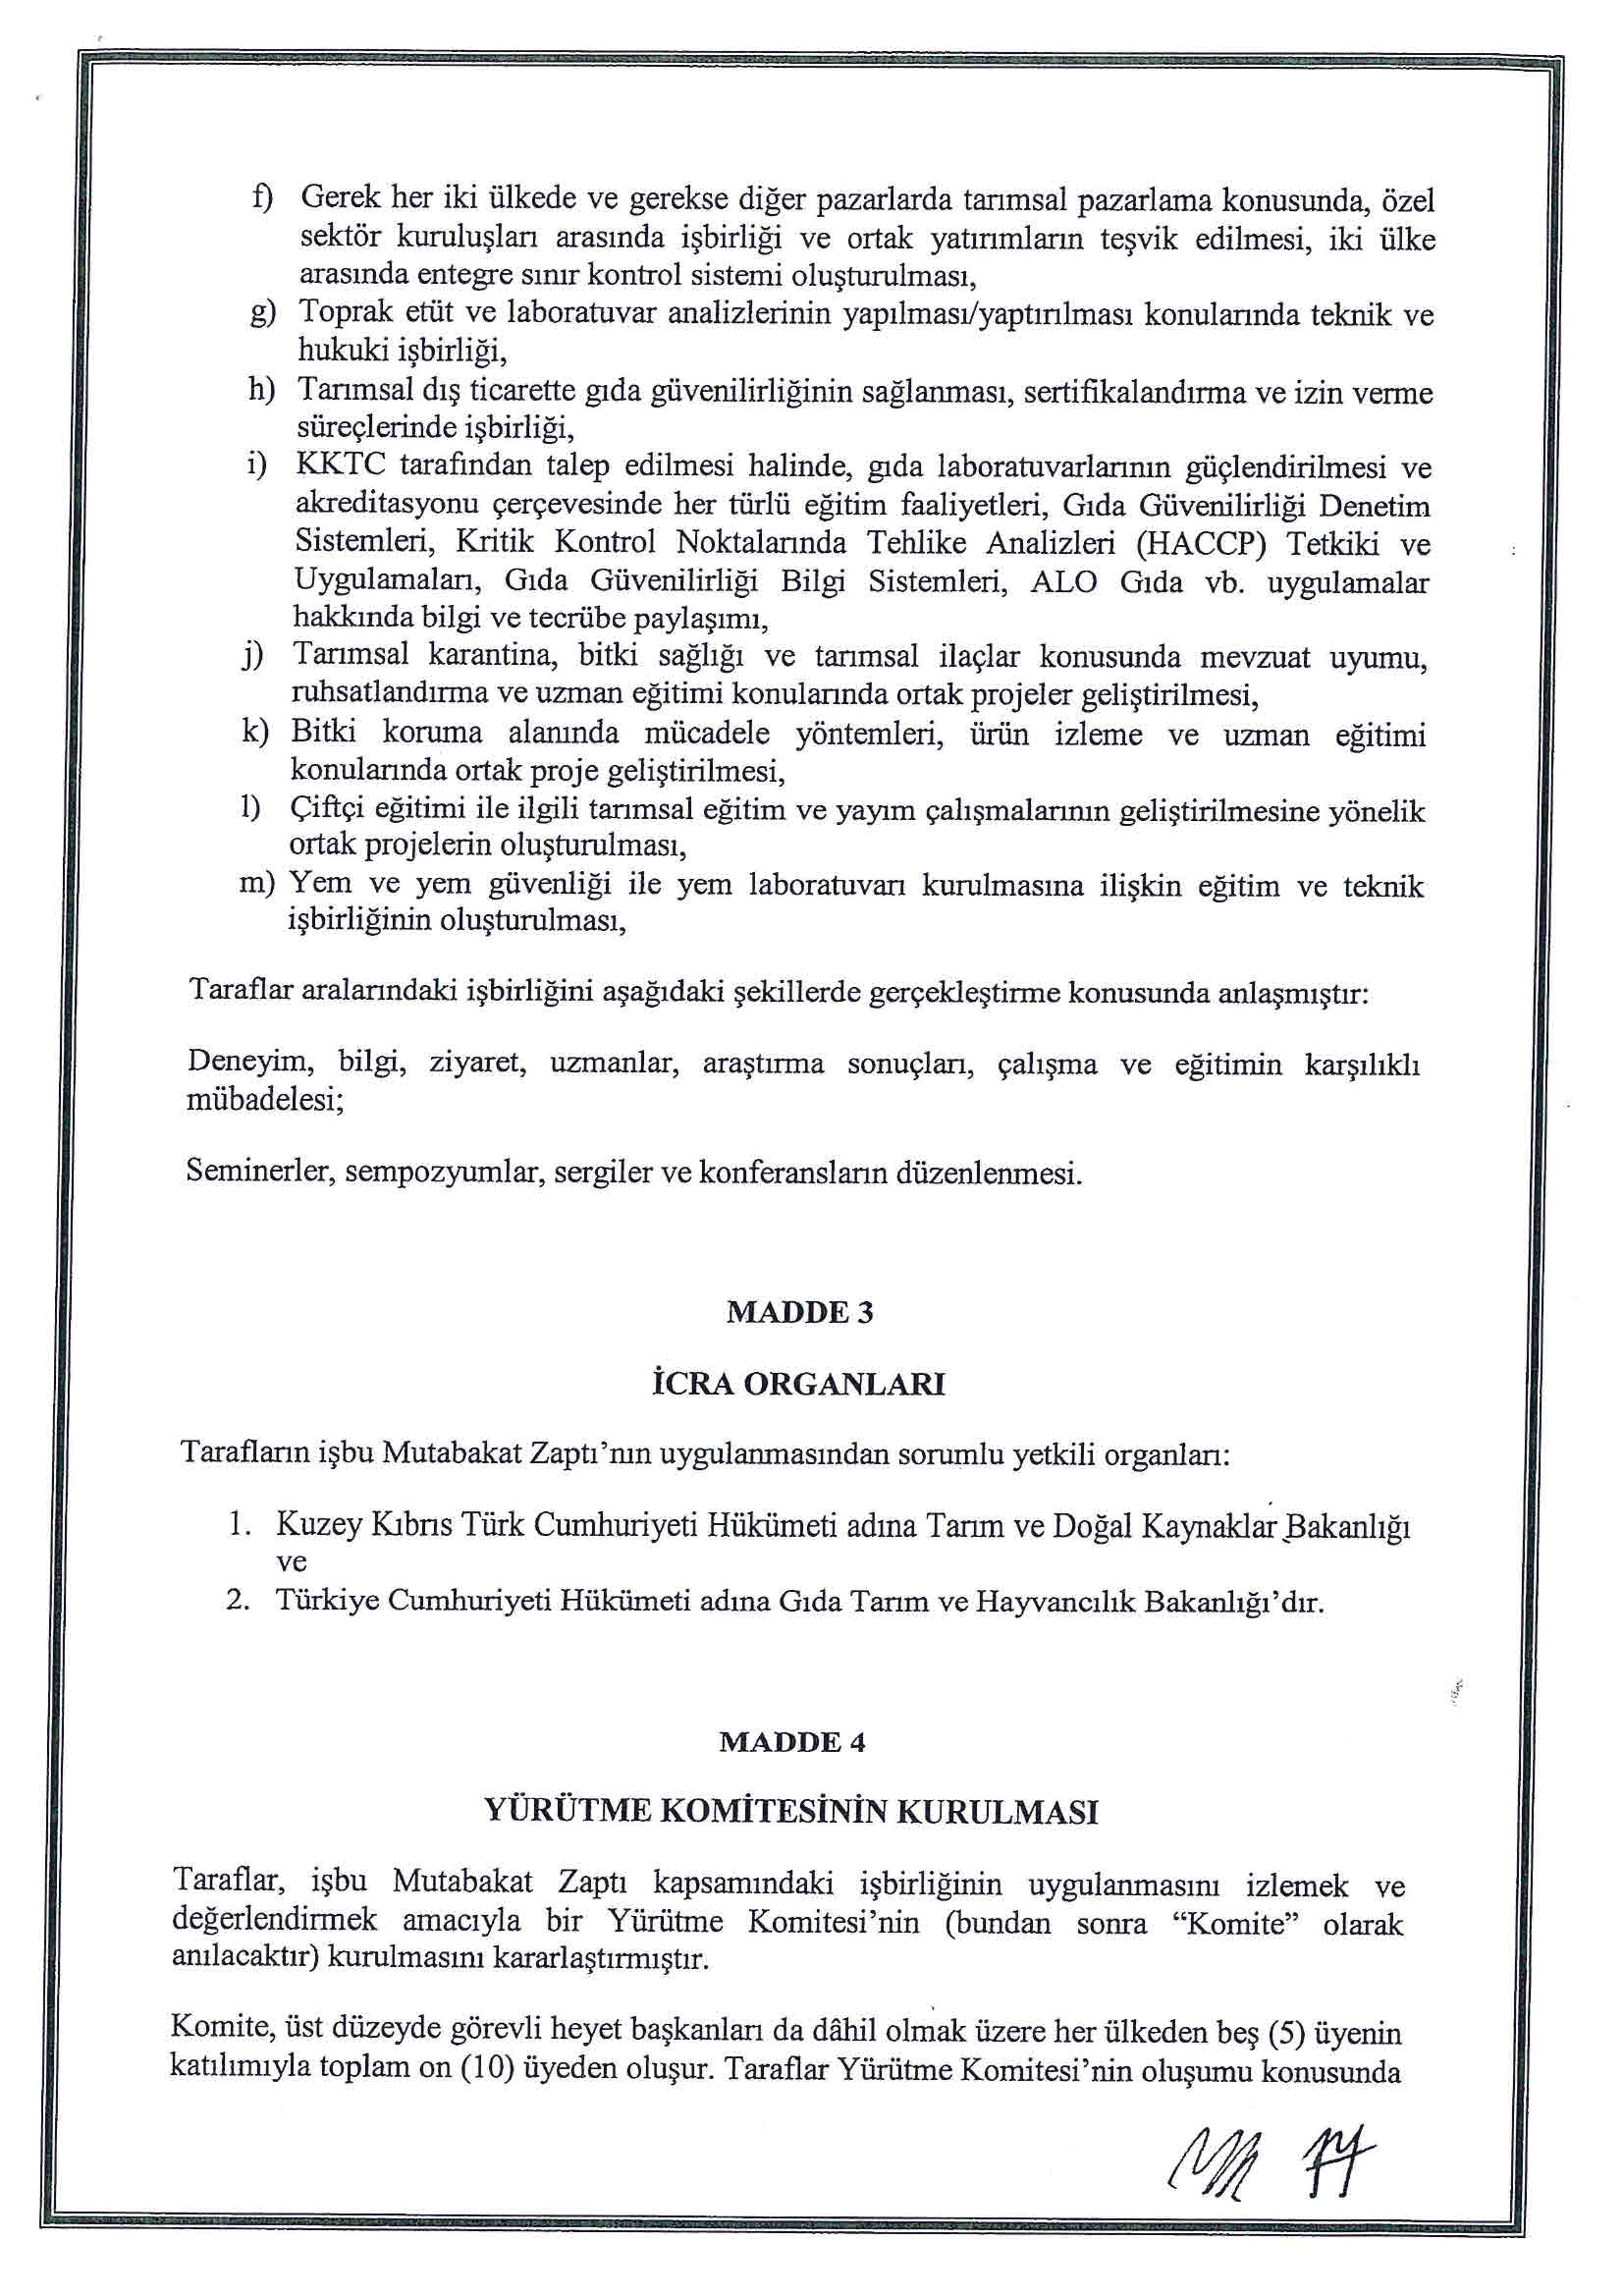 f) Gerek her iki ülkede ve gerekse diğer pazarlarda tarımsal pazarlama konusunda, özel
sektör kuruluşları arasında işbirliği ve ortak yatırımların teşvik edilmesi, iki ülke
arasında entegre sınır kontrol sistemi oluşturulması,
g) Toprak etüt ve laboratuvar analizlerinin yapılması/yaptırılması konularında teknik ve
hukuki işbirliği,
h) Tarımsal dış ticarette gıda güvenilirliğinin sağlanması, sertifikalandırma ve izin verme
süreçlerinde işbirliği,
i) KKTC tarafından talep edilmesi halinde, gıda laboratuvarlarının güçlendirilmesi ve
akreditasyonu çerçevesinde her türlü eğitim faaliyetleri, Gıda Güvenilirliği Denetim
Sistemleri, Kritik Kontrol Noktalarında Tehlike Analizleri (HACCP) Tetkiki ve
Uygulamaları, Gıda Güvenilirliği Bilgi Sistemleri, ALO Gıda vb. uygulamalar
hakkında bilgi ve tecrübe paylaşımı,
j) Tarımsal karantina, bitki sağlığı ve tarımsal ilaçlar konusunda mevzuat uyumu,
ruhsatlandırma ve uzman eğitimi konularında ortak projeler geliştirilmesi,
k) Bitki koruma alanında mücadele yöntemleri, ürün izleme ve uzman eğitimi
konularında ortak proje geliştirilmesi,
l) Çiftçi eğitimi ile ilgili tarımsal eğitim ve yayım çalışmalarının geliştirilmesine yönelik
ortak projelerin oluşturulması,
m) Yem ve yem güvenliği ile yem laboratuvarı kurulmasına ilişkin eğitim ve teknik
işbirliğinin oluşturulması,
Taraflar aralarındaki işbirliğini aşağıdaki şekillerde gerçekleştirme konusunda anlaşmıştır:
Deneyim, bilgi, ziyaret, uzmanlar, araştırma sonuçları, çalışma ve eğitimin karşılıklı
mübadelesi;
Seminerler, sempozyumlar, sergiler ve konferansların düzenlenmesi.
MADDE 3
İCRA ORGANLARI
Tarafların işbu Mutabakat Zaptı’nın uygulanmasından sorumlu yetkili organları:
1. Kuzey Kıbrıs Türk Cumhuriyeti Hükümeti adına Tarım ve Doğal Kaynaklar Bakanlığı
ve
2. Türkiye Cumhuriyeti Hükümeti adına Gıda Tarım ve Hayvancılık Bakanlığı’dır.
MADDE 4
YÜRÜTME KOMİTESİNİN KURULMASI
Taraflar, işbu Mutabakat Zaptı kapsamındaki işbirliğinin uygulanmasını izlemek ve
değerlendirmek amacıyla bir Yürütme Komitesi’nin (bundan sonra “Komite” olarak
anılacaktır) kurulmasını kararlaştırmıştır.
Komite, üst düzeyde görevli heyet başkanları da dâhil olmak üzere her ülkeden beş (5) üyenin
katılımıyla toplam on (10) üyeden oluşur. Taraflar Yürütme Komitesi’nin oluşumu konusunda